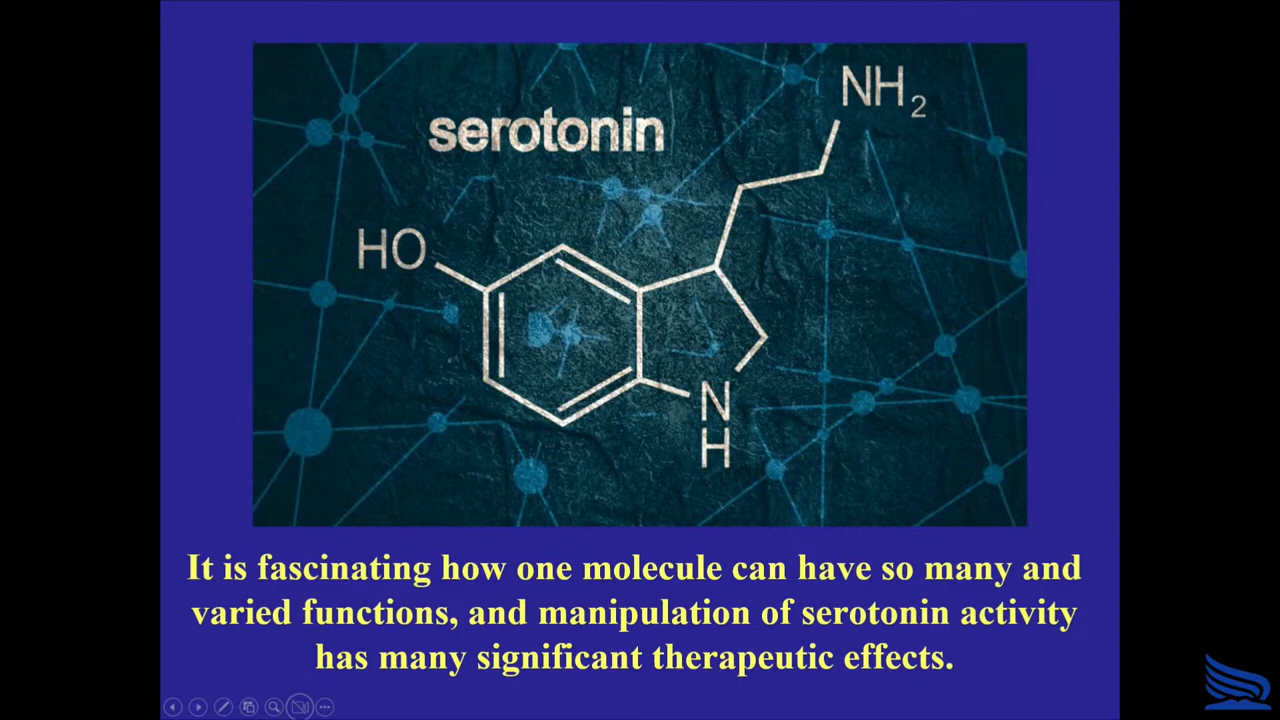 serotonin
NH2
HO
N
H
It is fascinating how one molecule can have so many and
varied functions, and manipulation of serotonin activity
has many significant therapeutic effects.